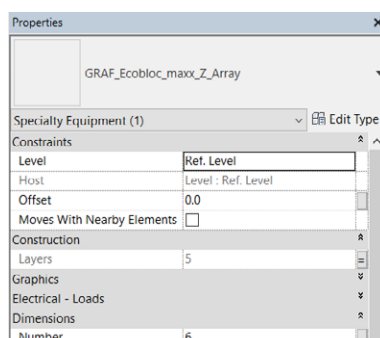 Properties
GRAF_Ecobloc_maxx_Z_Array
Specialty Equipment (1)
Edit Type
Constraints
Level Ref. Level
Host Level : Ref. Level
Offset 0.0
Moves With Nearby Elements
Construction
Layers 5 =
Graphics
Electrical - Loads
Dimensions
Number 6